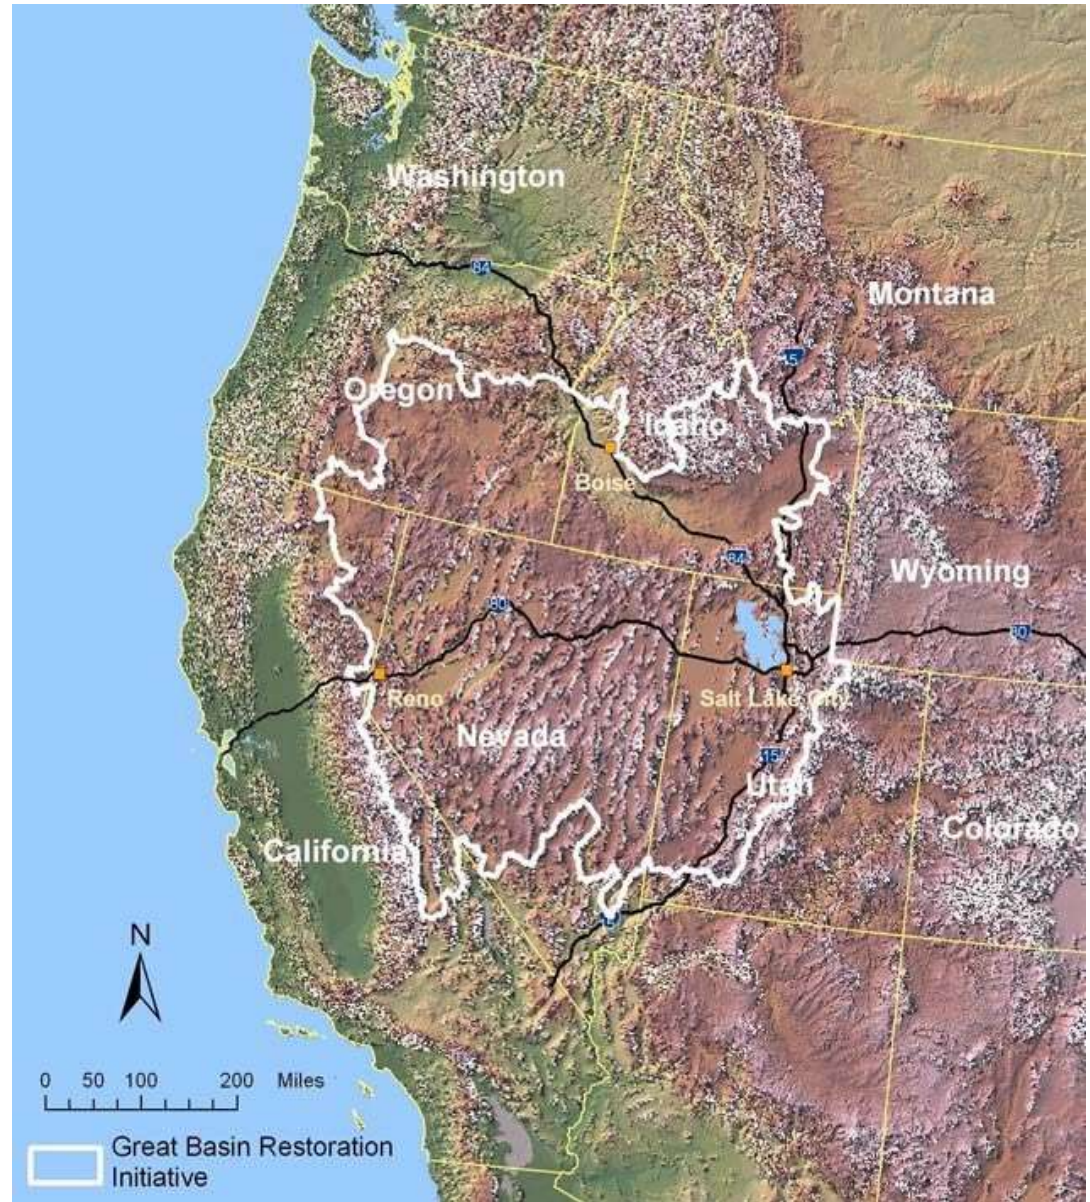 Washington
84
Montana
15
Oregon
Idaho
Boise
84
Wyoming
80
80
Reno
Salt Lake City
Nevada
15
Utah
Colorado
California
15
N
0 50 100 200 Miles
Great Basin Restoration
Initiative